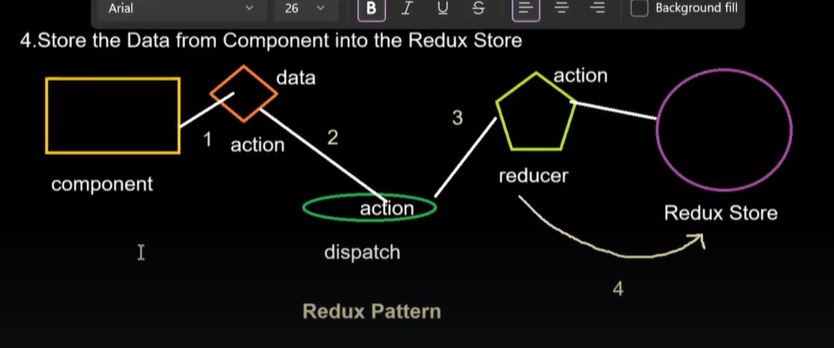 Arial
26
B I U S
Background fill
4.Store the Data from Component into the Redux Store
data
action
1 action
2
3
component
reducer
action
Redux Store
dispatch
4
Redux Pattern